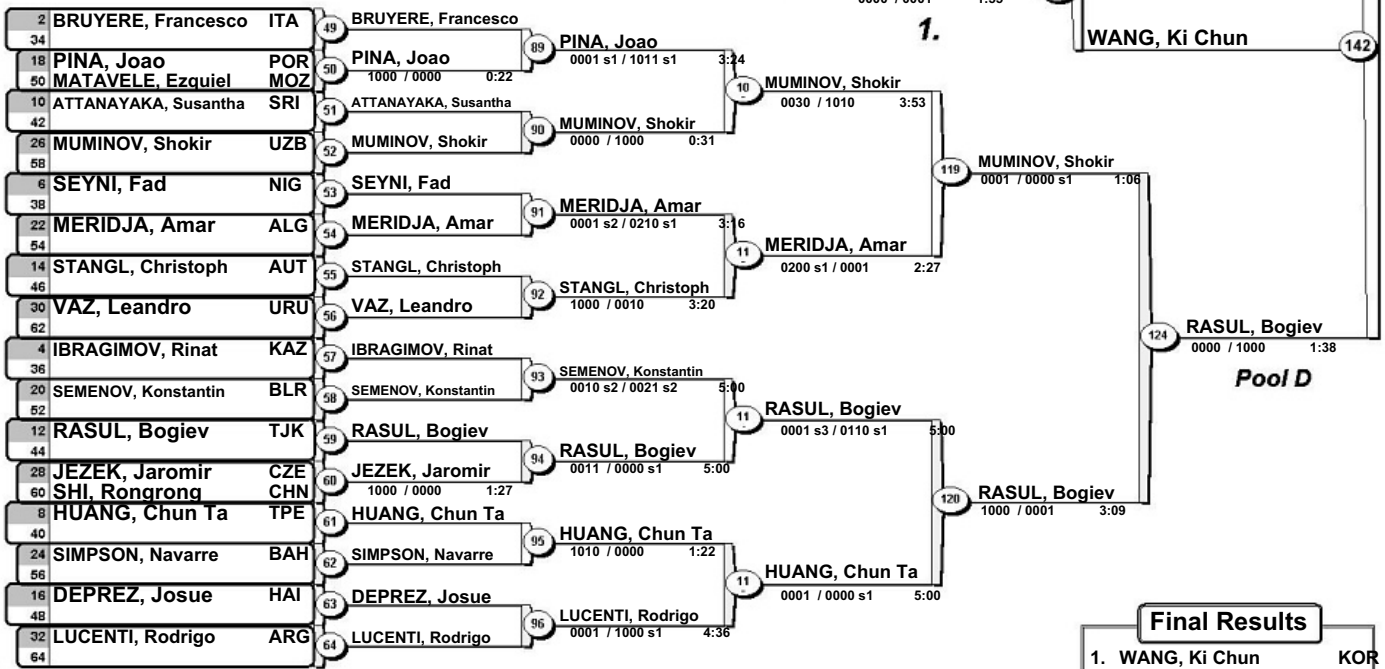 0000 / 0001 1:55
1.
WANG, Ki Chun
142
2 BRUYERE, Francesco ITA
34
18 PINA, Joao POR
50 MATAVELE, Ezquiel MOZ
10 ATTANAYAKA, Susantha SRI
42
26 MUMINOV, Shokir UZB
58
6 SEYNI, Fad NIG
38
22 MERIDJA, Amar ALG
54
14 STANGL, Christoph AUT
46
30 VAZ, Leandro URU
62
4 IBRAGIMOV, Rinat KAZ
36
20 SEMENOV, Konstantin BLR
52
12 RASUL, Bogiev TJK
44
28 JEZEK, Jaromir CZE
60 SHI, Rongrong CHN
8 HUANG, Chun Ta TPE
40
24 SIMPSON, Navarre BAH
56
16 DEPREZ, Josue HAI
48
32 LUCENTI, Rodrigo ARG
64
49 BRUYERE, Francesco
50 PINA, Joao
1000 / 0000 0:22
51 ATTANAYAKA, Susantha
52 MUMINOV, Shokir
53 SEYNI, Fad
54 MERIDJA, Amar
55 STANGL, Christoph
56 VAZ, Leandro
57 IBRAGIMOV, Rinat
58 SEMENOV, Konstantin
59 RASUL, Bogiev
60 JEZEK, Jaromir
1000 / 0000 1:27
61 HUANG, Chun Ta
62 SIMPSON, Navarre
63 DEPREZ, Josue
64 LUCENTI, Rodrigo
89 PINA, Joao
0001 s1 / 1011 s1 3:24
90 MUMINOV, Shokir
0000 / 1000 0:31
91 MERIDJA, Amar
0001 s2 / 0210 s1 3:16
92 STANGL, Christoph
1000 / 0010 3:20
93 SEMENOV, Konstantin
0010 s2 / 0021 s2 5:00
94 RASUL, Bogiev
0011 / 0000 s1 5:00
95 HUANG, Chun Ta
1010 / 0000 1:22
96 LUCENTI, Rodrigo
0001 / 1000 s1 4:36
10 MUMINOV, Shokir
0030 / 1010 3:53
11 MERIDJA, Amar
0200 s1 / 0001 2:27
11 RASUL, Bogiev
0001 s3 / 0110 s1 5:00
11 HUANG, Chun Ta
0001 / 0000 s1 5:00
119 MUMINOV, Shokir
0001 / 0000 s1 1:06
120 RASUL, Bogiev
1000 / 0001 3:09
124 RASUL, Bogiev
0000 / 1000 1:38
Pool D
Final Results
1. WANG, Ki Chun KOR